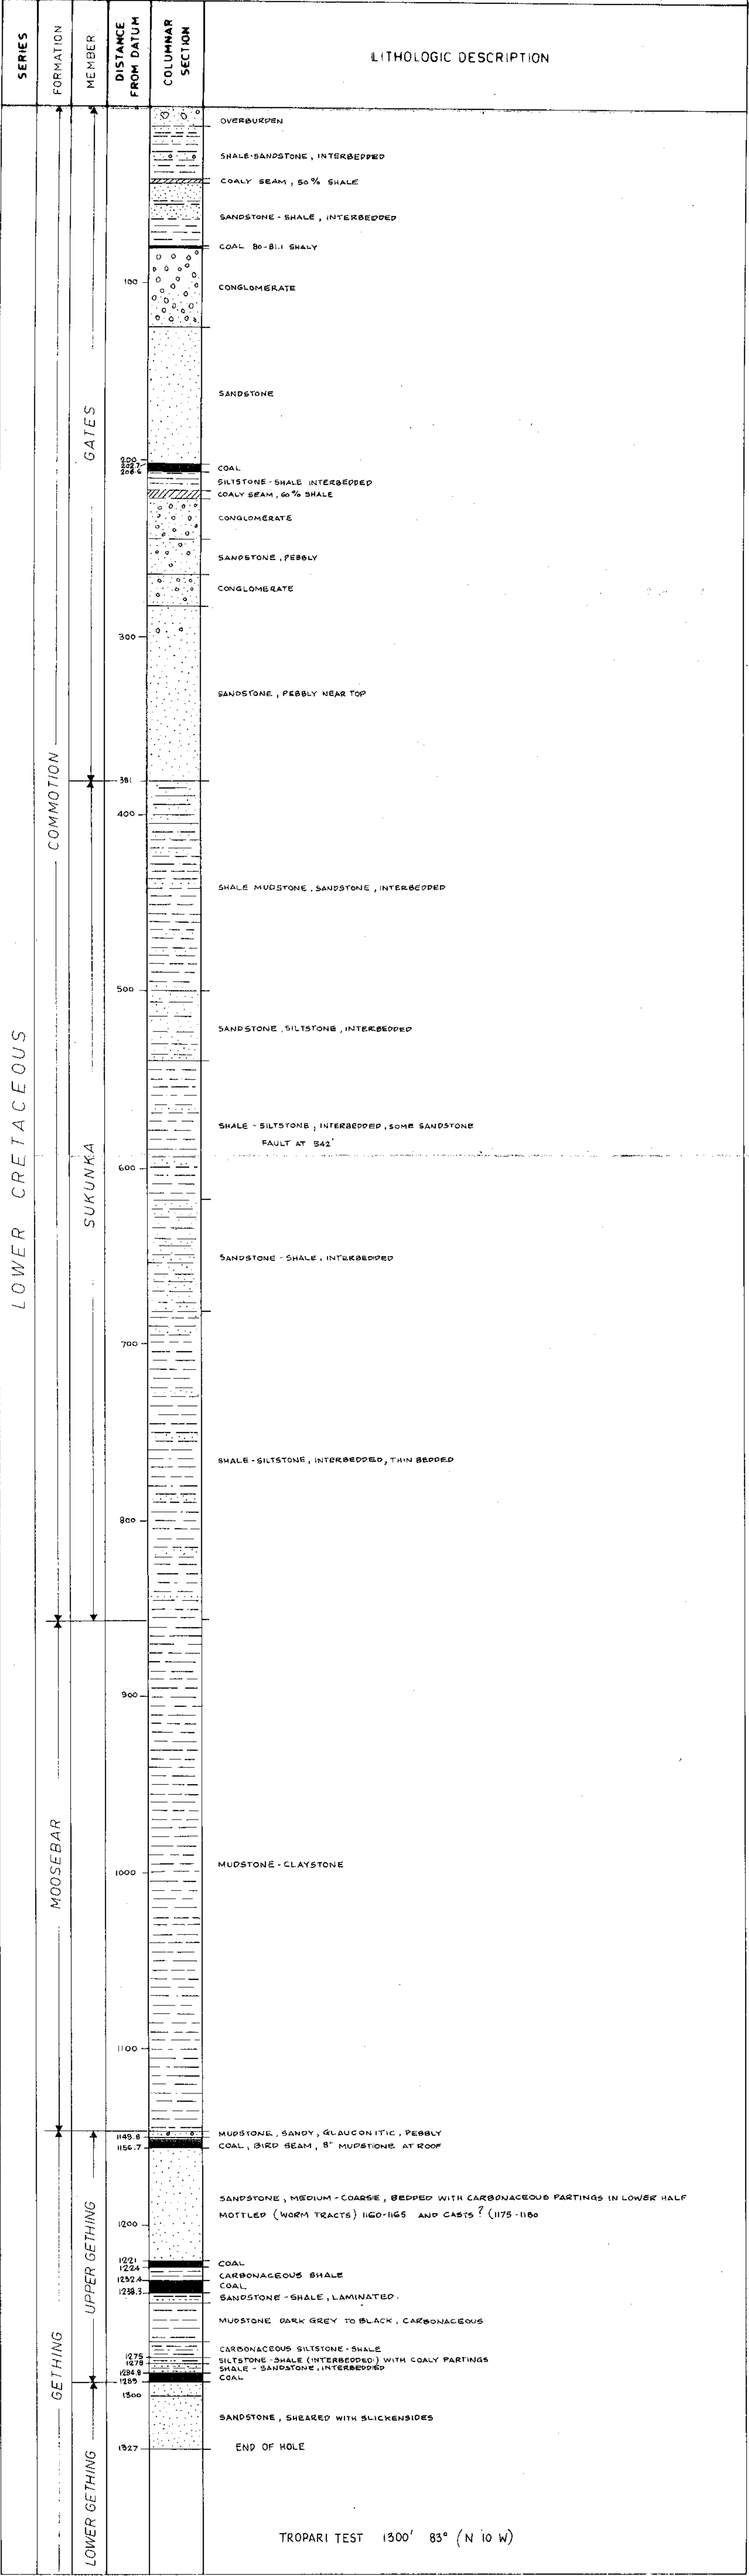 SERIES
FORMATION
MEMBER
DISTANCE FROM DATUM
COLUMNAR SECTION
LITHOLOGIC DESCRIPTION
LOWER CRETACEOUS
COMMOTION
MOOSEBAR
GETHING
GATES
SUKUNKA
UPPER GETHING
LOWER GETHING
OVERBURDEN
SHALE-SANDSTONE, INTERBEDDED
COALY SEAM, 50% SHALE
SANDSTONE - SHALE, INTERBEDDED
COAL 80-81.1 SHALY
100
CONGLOMERATE
SANDSTONE
200
202.7
COAL
SILTSTONE - SHALE INTERBEDDED
COALY SEAM, 60% SHALE
CONGLOMERATE
SANDSTONE, PEBBLY
CONGLOMERATE
300
SANDSTONE, PEBBLY NEAR TOP
381
400
SHALE MUDSTONE, SANDSTONE, INTERBEDDED
500
SANDSTONE, SILTSTONE, INTERBEDDED
SHALE - SILTSTONE, INTERBEDDED, SOME SANDSTONE
FAULT AT 542'
600
SANDSTONE - SHALE, INTERBEDDED
700
SHALE - SILTSTONE, INTERBEDDED, THIN BEDDED
800
900
MUDSTONE - CLAYSTONE
1000
1100
MUDSTONE, SANDY, GLAUCONITIC, PEBBLY
1149.8
COAL, BIRD SEAM, 8" MUDSTONE AT ROOF
1156.7
SANDSTONE, MEDIUM - COARSE, BEDDED WITH CARBONACEOUS PARTINGS IN LOWER HALF
MOTTLED (WORM TRACTS) 1160-1165 AND CASTS ? (1175-1180
1200
1221
COAL
1224
CARBONACEOUS SHALE
1232.4
COAL
1238.3
SANDSTONE - SHALE, LAMINATED.
MUDSTONE DARK GREY TO BLACK, CARBONACEOUS
CARBONACEOUS SILTSTONE - SHALE
1275
SILTSTONE - SHALE (INTERBEDDED) WITH COALY PARTINGS
1278
SHALE - SANDSTONE, INTERBEDDED
1284.8
COAL
1289
1300
SANDSTONE, SHEARED WITH SLICKENSIDES
1327
END OF HOLE
TROPARI TEST 1300' 83° (N 10 W)